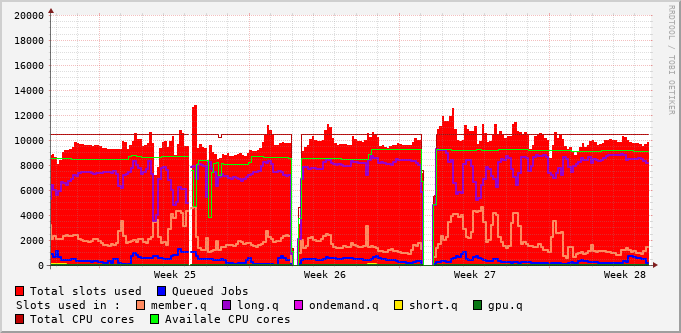 RRDTOOL / TOBI OETIKER
20000
18000
16000
14000
12000
10000
8000
6000
4000
2000
0
Week 25 Week 26 Week 27 Week 28
Total slots used Queued Jobs
Slots used in : member.q long.q ondemand.q short.q gpu.q
Total CPU cores Availale CPU cores